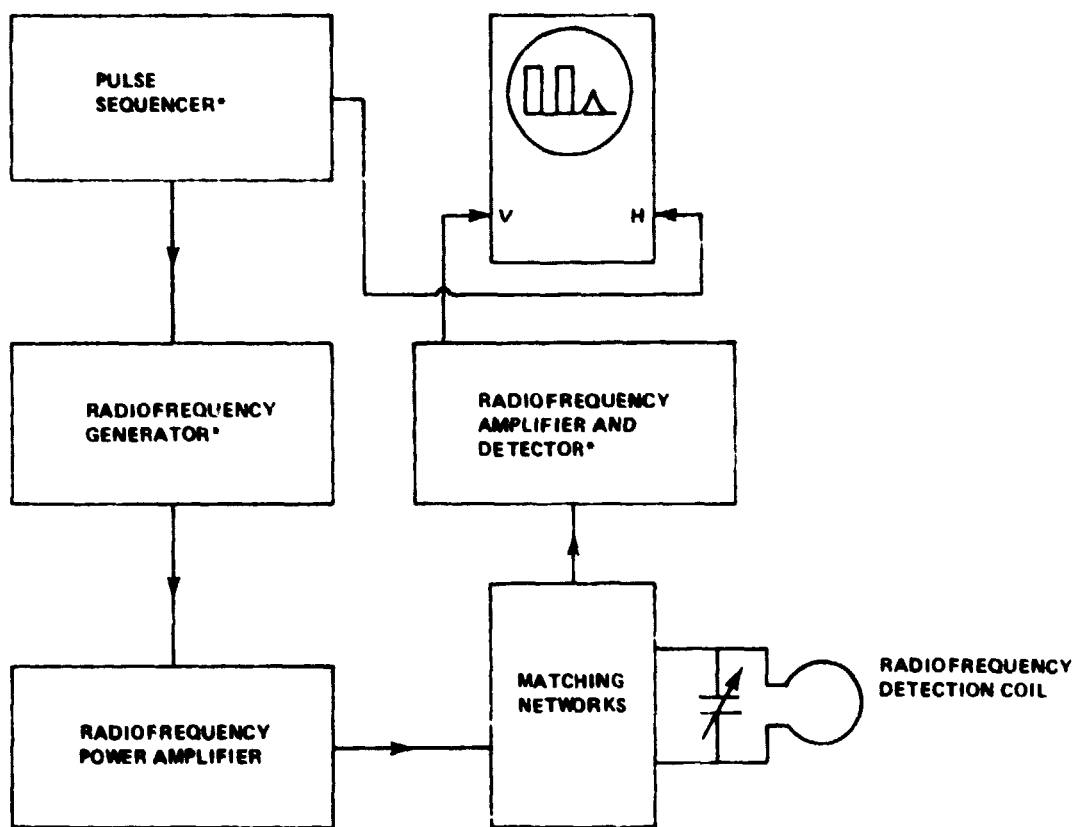 PULSE
SEQUENCER*
V H
RADIOFREQUENCY
GENERATOR*
RADIOFREQUENCY
AMPLIFIER AND
DETECTOR*
RADIOFREQUENCY
POWER AMPLIFIER
MATCHING
NETWORKS
RADIOFREQUENCY
DETECTION COIL